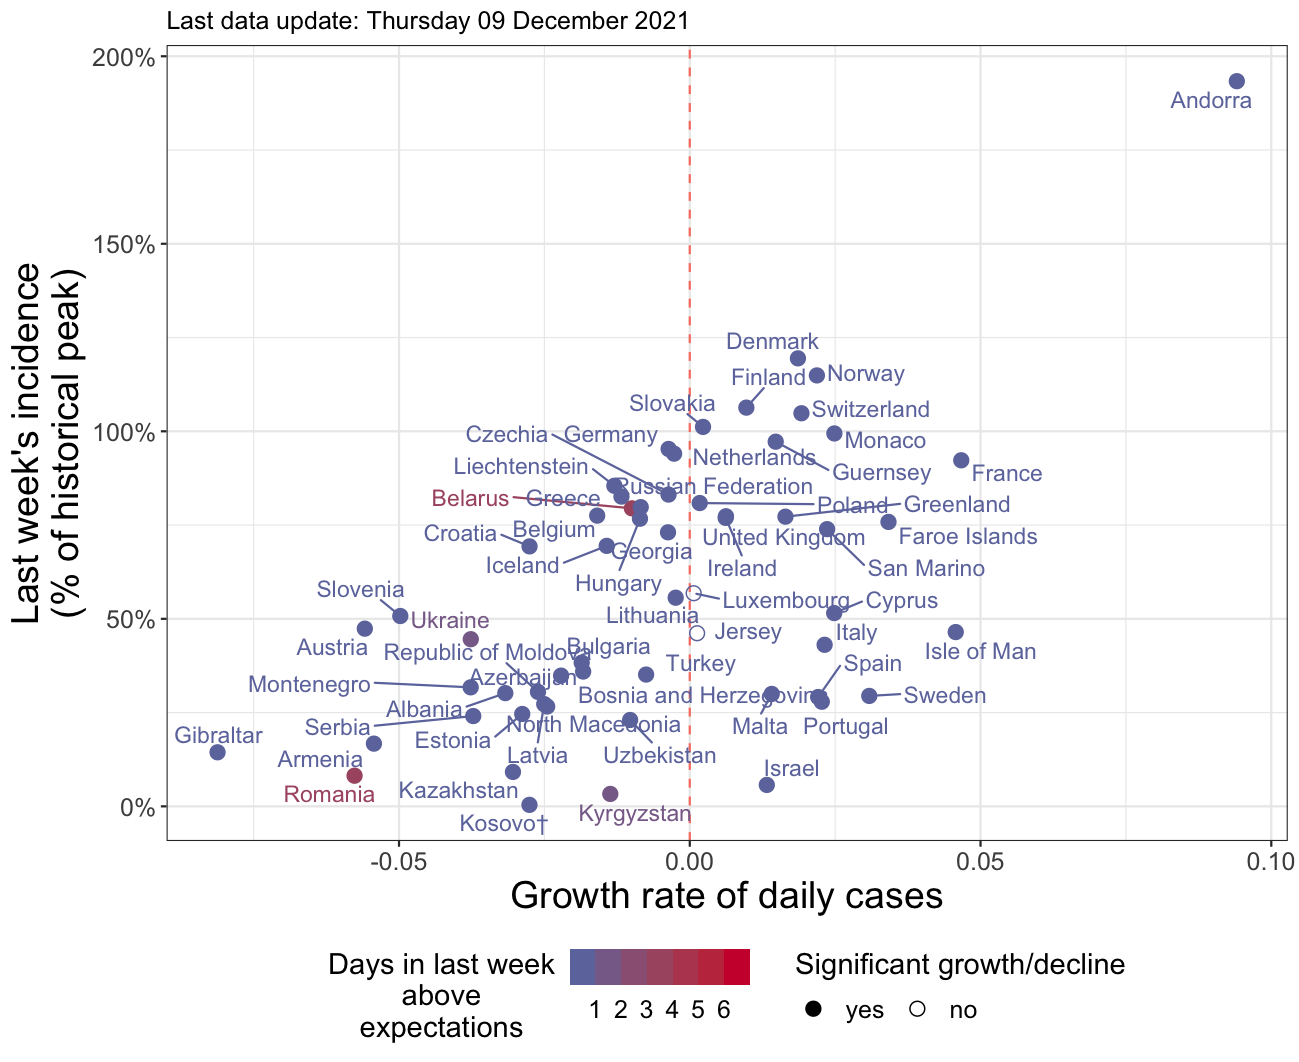 Last data update: Thursday 09 December 2021
Last week's incidence
(% of historical peak)
200%
150%
100%
50%
0%
Andorra
Denmark
Norway
Finland
Slovakia
Switzerland
Czechia
Germany
Monaco
Netherlands
Liechtenstein
Guernsey
France
Russian Federation
Belarus
Greece
Poland
Greenland
Croatia
Belgium
United Kingdom
Faroe Islands
Georgia
Iceland
Ireland
San Marino
Hungary
Slovenia
Luxembourg
Cyprus
Lithuania
Ukraine
Jersey
Italy
Austria
Bulgaria
Republic of Moldova
Isle of Man
Turkey
Spain
Azerbaijan
Montenegro
Bosnia and Herzegovina
Sweden
Albania
Serbia
North Macedonia
Malta
Portugal
Gibraltar
Estonia
Latvia
Uzbekistan
Armenia
Israel
Romania
Kazakhstan
Kyrgyzstan
Kosovo†
-0.05
0.00
0.05
0.10
Growth rate of daily cases
Days in last week
above
expectations
1 2 3 4 5 6
Significant growth/decline
yes
no